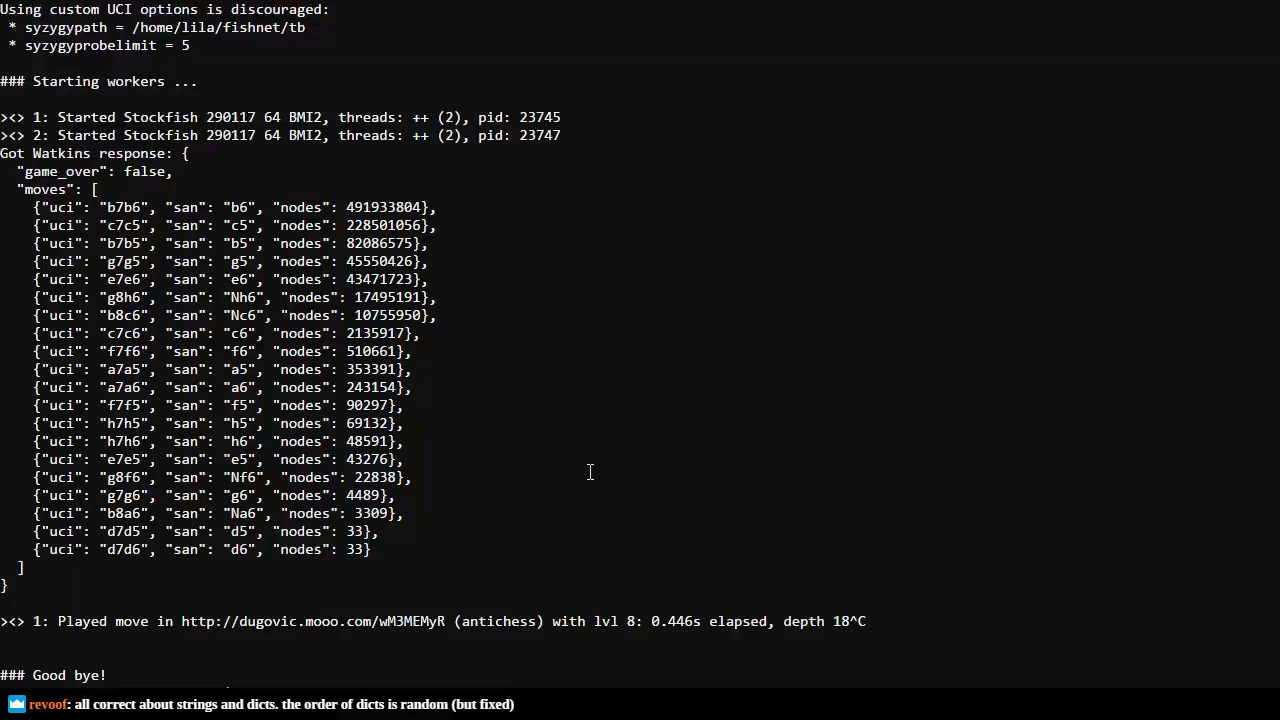 Using custom UCI options is discouraged:
 * syzygypath = /home/lila/fishnet/tb
 * syzygyprobelimit = 5
### Starting workers ...
><> 1: Started Stockfish 290117 64 BMI2, threads: ++ (2), pid: 23745
><> 2: Started Stockfish 290117 64 BMI2, threads: ++ (2), pid: 23747
Got Watkins response: {
  "game_over": false,
  "moves": [
    {"uci": "b7b6", "san": "b6", "nodes": 491933804},
    {"uci": "c7c5", "san": "c5", "nodes": 228501056},
    {"uci": "b7b5", "san": "b5", "nodes": 82086575},
    {"uci": "g7g5", "san": "g5", "nodes": 45550426},
    {"uci": "e7e6", "san": "e6", "nodes": 43471723},
    {"uci": "g8h6", "san": "Nh6", "nodes": 17495191},
    {"uci": "b8c6", "san": "Nc6", "nodes": 10755950},
    {"uci": "c7c6", "san": "c6", "nodes": 2135917},
    {"uci": "f7f6", "san": "f6", "nodes": 510661},
    {"uci": "a7a5", "san": "a5", "nodes": 353391},
    {"uci": "a7a6", "san": "a6", "nodes": 243154},
    {"uci": "f7f5", "san": "f5", "nodes": 90297},
    {"uci": "h7h5", "san": "h5", "nodes": 69132},
    {"uci": "h7h6", "san": "h6", "nodes": 48591},
    {"uci": "e7e5", "san": "e5", "nodes": 43276},
    {"uci": "g8f6", "san": "Nf6", "nodes": 22838},
    {"uci": "g7g6", "san": "g6", "nodes": 4489},
    {"uci": "b8a6", "san": "Na6", "nodes": 3309},
    {"uci": "d7d5", "san": "d5", "nodes": 33},
    {"uci": "d7d6", "san": "d6", "nodes": 33}
  ]
}
><> 1: Played move in http://dugovic.mooo.com/wM3MEMyR (antichess) with lvl 8: 0.446s elapsed, depth 18^C
### Good bye!
revoof: all correct about strings and dicts. the order of dicts is random (but fixed)